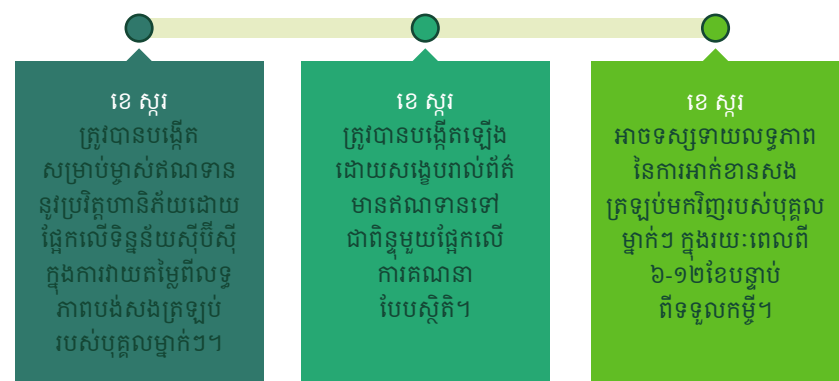 ខេ ស្គរ
ត្រូវបានបង្កើត
សម្រាប់ម្ចាស់ឥណទាន
នូវប្រវិត្តហានិភ័យដោយ
ផ្អែកលើទិន្នន័យស៊ីប៊ីស៊ី
ក្នុងការវាយតម្លៃពីលទ្ធ
ភាពបង់សងត្រឡប់
របស់បុគ្គលម្នាក់ៗ។
ខេ ស្គរ
ត្រូវបានបង្កើតឡើង
ដោយសង្ខេបរាល់ព័ត៌
មានឥណទានទៅ
ជាពិន្ទុមួយផ្អែកលើ
ការគណនា
បែបស្ថិតិ។
ខេ ស្គរ
អាចទស្សទាយលទ្ធភាព
នៃការអាក់ខានសង
ត្រឡប់មកវិញរបស់បុគ្គល
ម្នាក់ៗ ក្នុងរយៈពេលពី
៦-១២ខែបន្ទាប់
ពីទទួលកម្ចី។